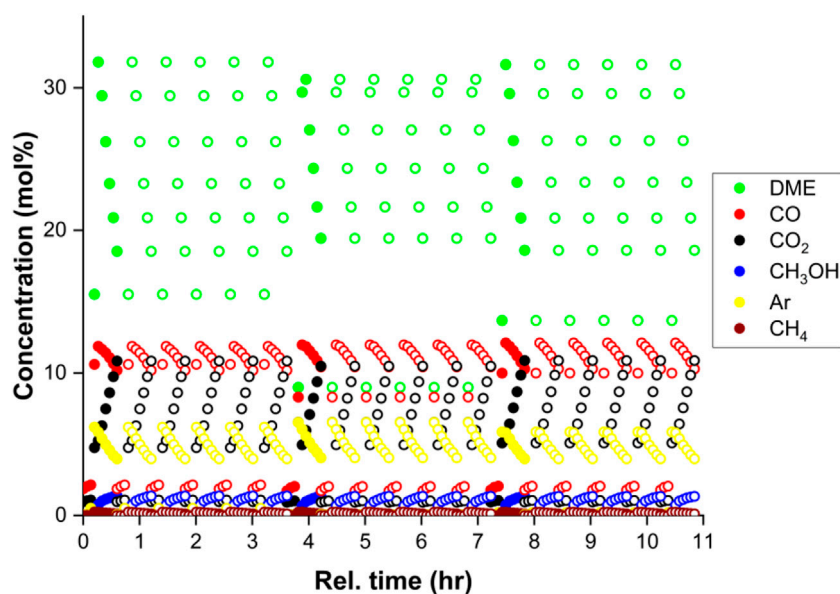 Concentration (mol%)
30
20
10
0
0 1 2 3 4 5 6 7 8 9 10 11
Rel. time (hr)
DME
CO
CO₂
CH₃OH
Ar
CH₄